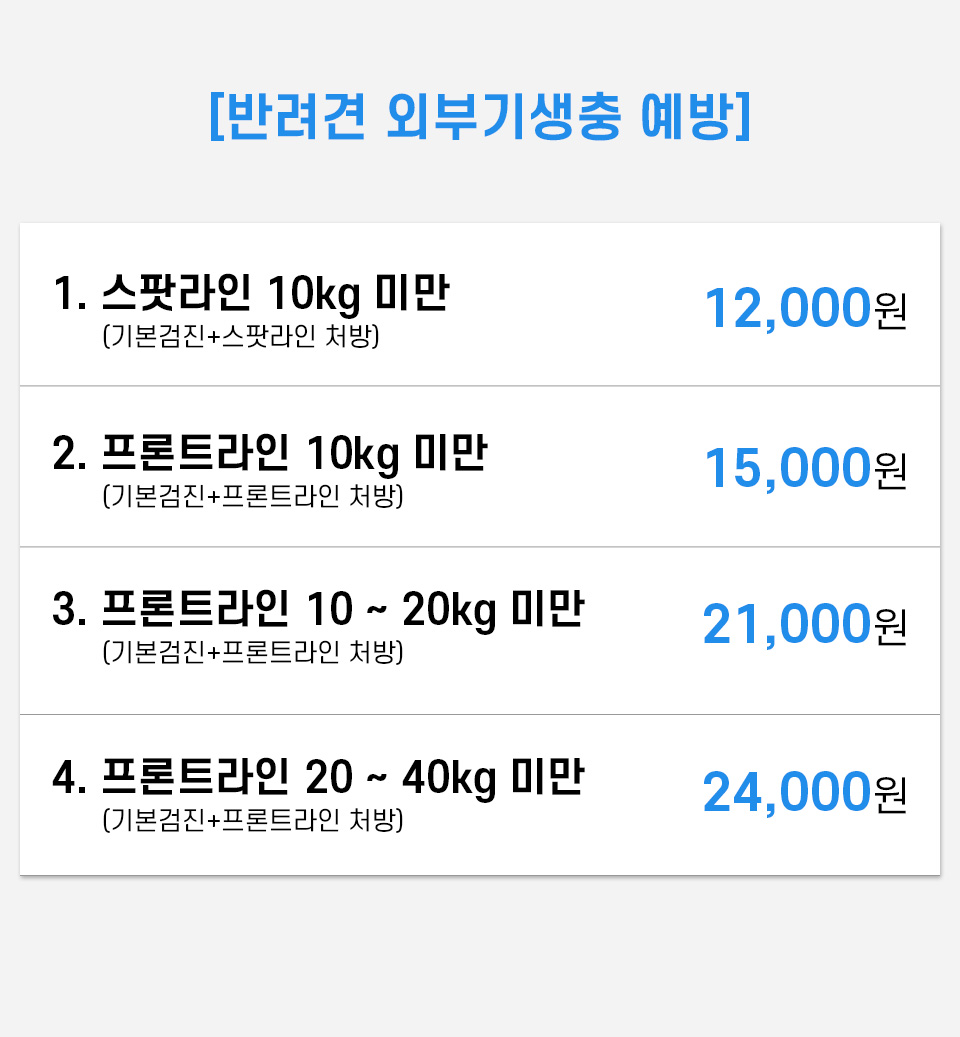 [반려견 외부기생충 예방]
1. 스팟라인 10kg 미만
(기본검진+스팟라인 처방)
12,000원
2. 프론트라인 10kg 미만
(기본검진+프론트라인 처방)
15,000원
3. 프론트라인 10 ~ 20kg 미만
(기본검진+프론트라인 처방)
21,000원
4. 프론트라인 20 ~ 40kg 미만
(기본검진+프론트라인 처방)
24,000원